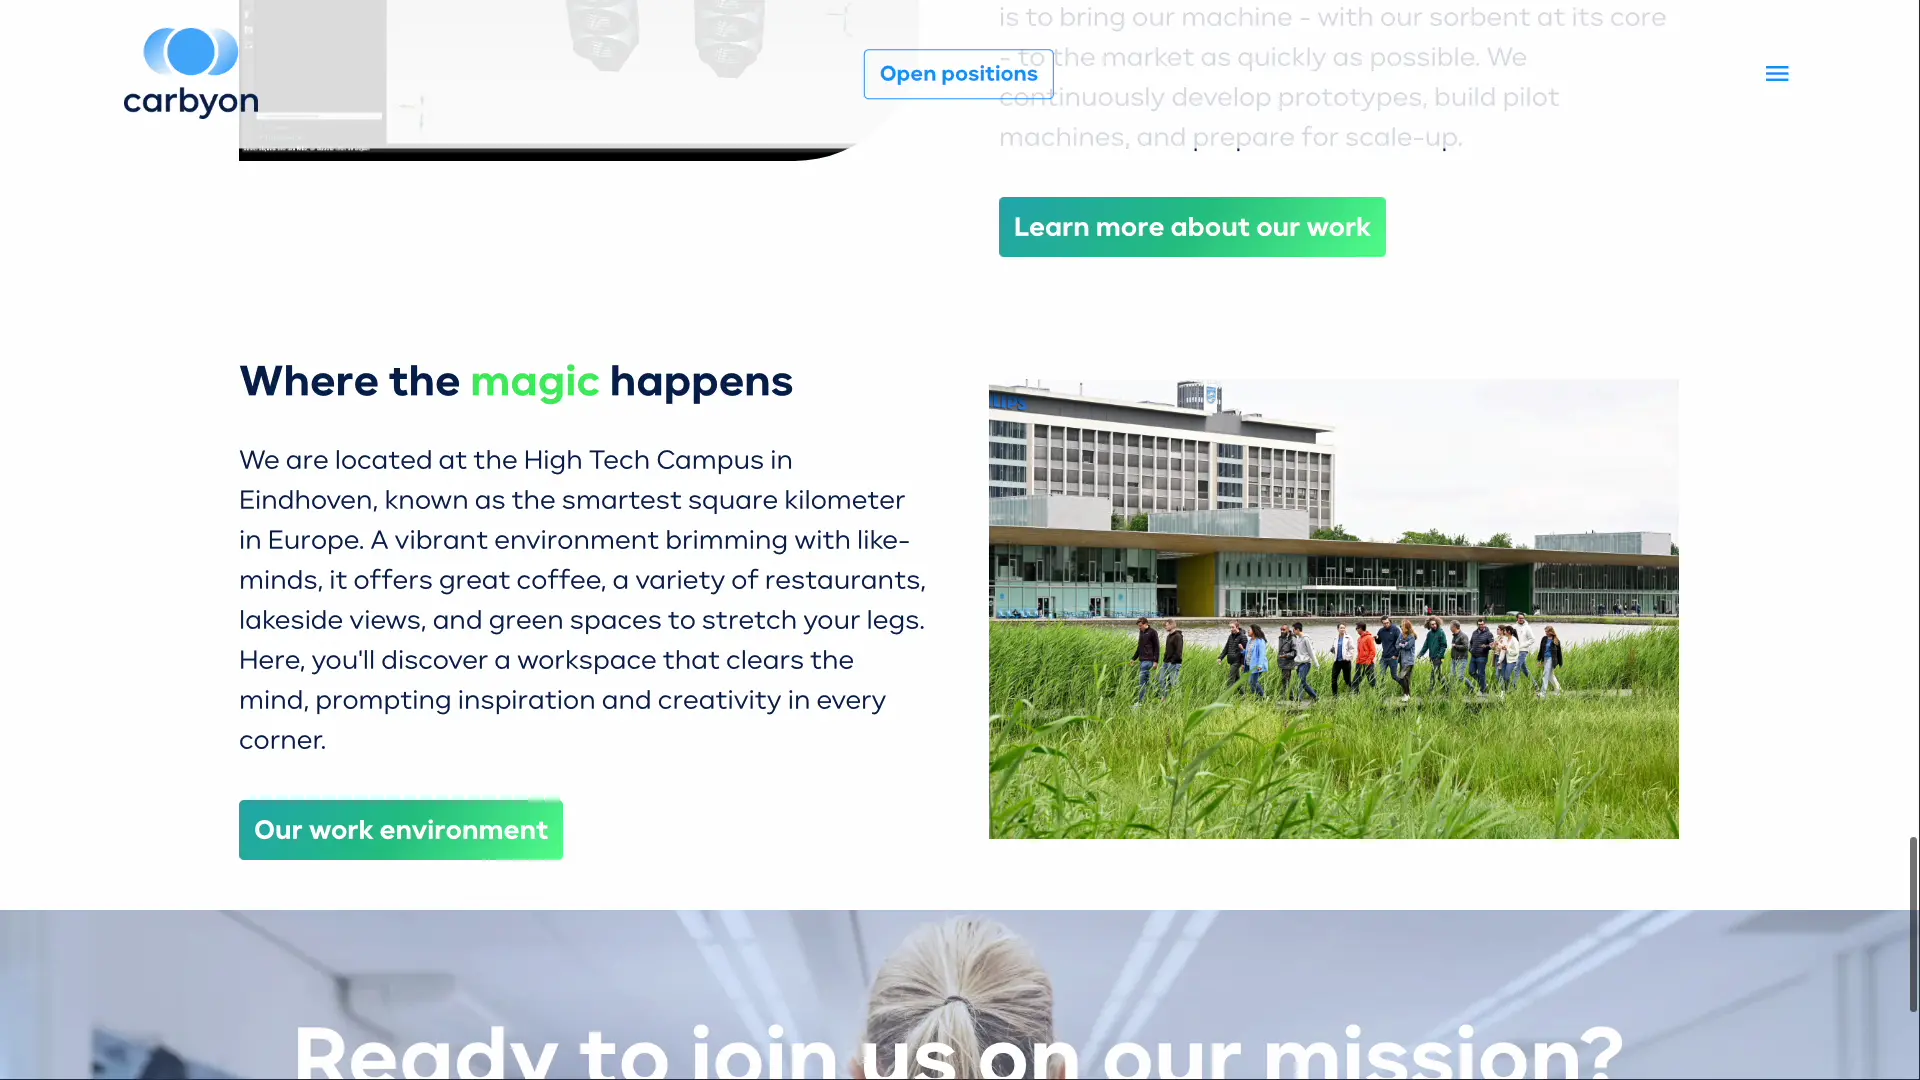 is to bring our machine - with our sorbent at its core
- to the market as quickly as possible. We
continuously develop prototypes, build pilot
machines, and prepare for scale-up.
carbyon
Open positions
Learn more about our work
Where the magic happens
We are located at the High Tech Campus in
Eindhoven, known as the smartest square kilometer
in Europe. A vibrant environment brimming with like-
minds, it offers great coffee, a variety of restaurants,
lakeside views, and green spaces to stretch your legs.
Here, you'll discover a workspace that clears the
mind, prompting inspiration and creativity in every
corner.
Our work environment
Ready to join us on our mission?